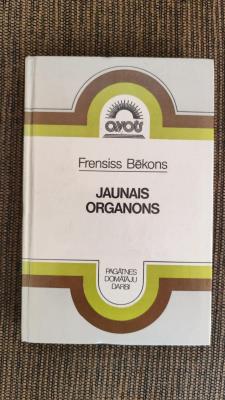 avots
Frensiss Bēkons
JAUNAIS
ORGANONS
PAGĀTNES
DOMĀTĀJU
DARBI